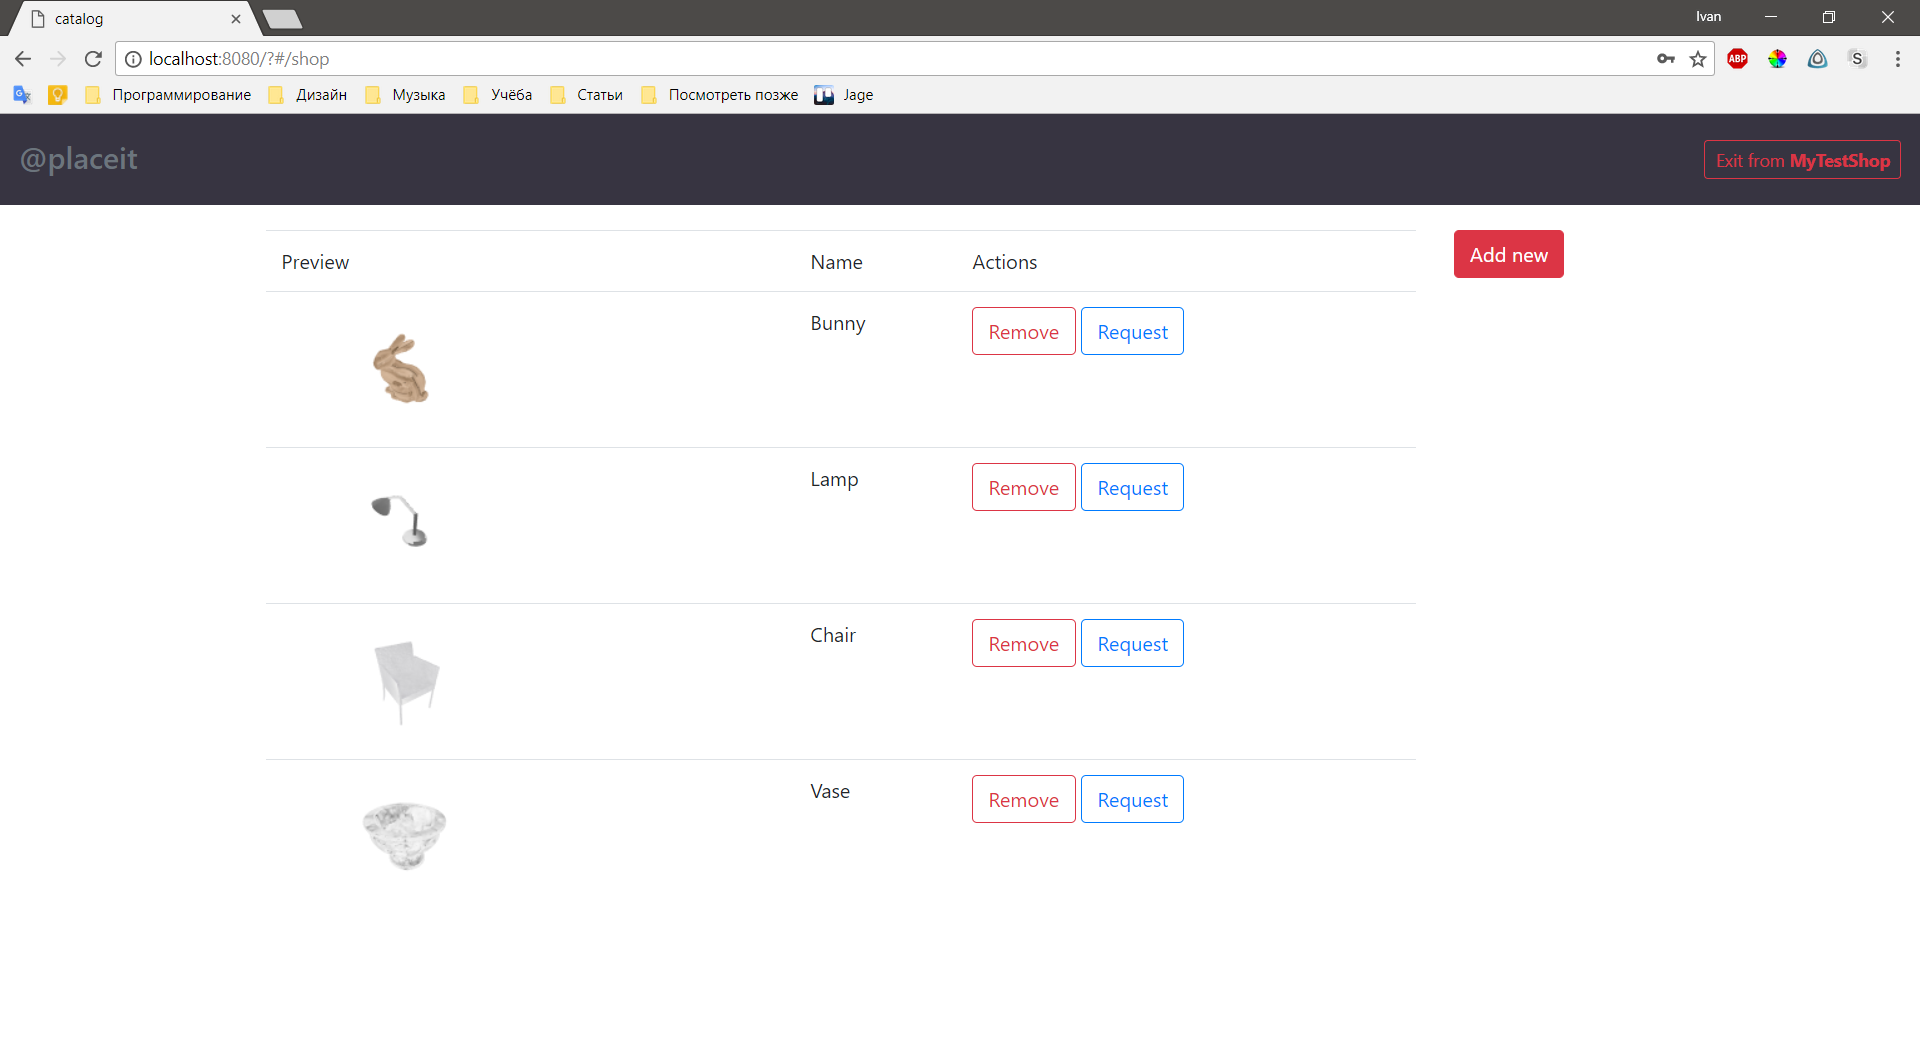 catalog
Ivan
localhost:8080/?#/shop
ABP
S
Программирование Дизайн Музыка Учёба Статьи Посмотреть позже Jage
@placeit
Exit from MyTestShop
Preview Name Actions
Add new
Bunny Remove Request
Lamp Remove Request
Chair Remove Request
Vase Remove Request